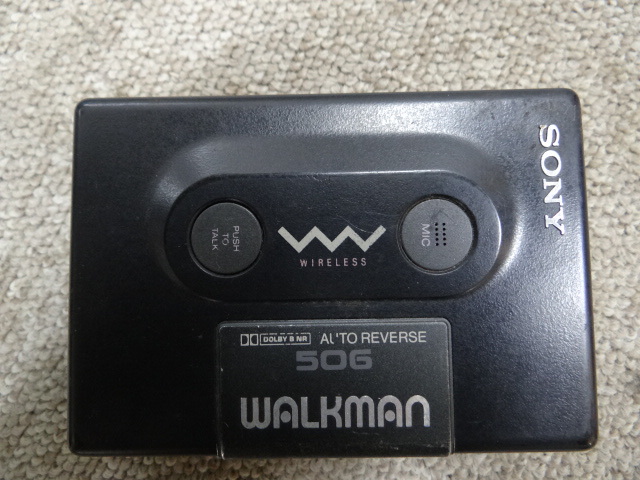 SONY
PUSH
TO
TALK
W
WIRELESS
MIC
DOLBY B NR AUTO REVERSE
506
WALKMAN